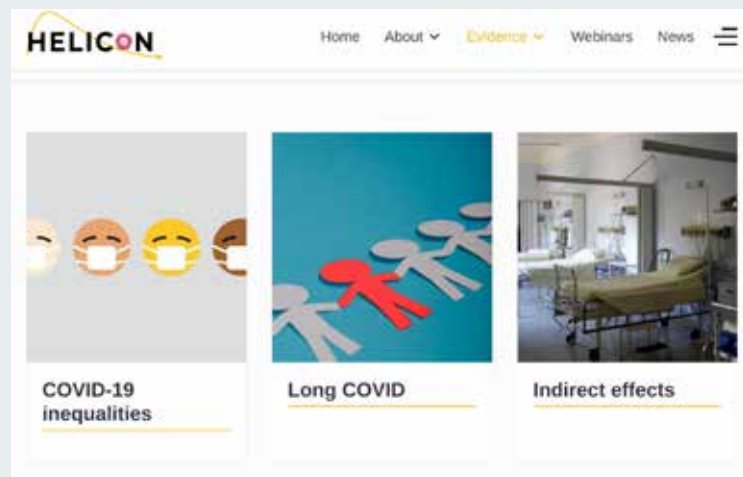 HELICON
Home About Evidence Webinars News
COVID-19
inequalities
Long COVID
Indirect effects